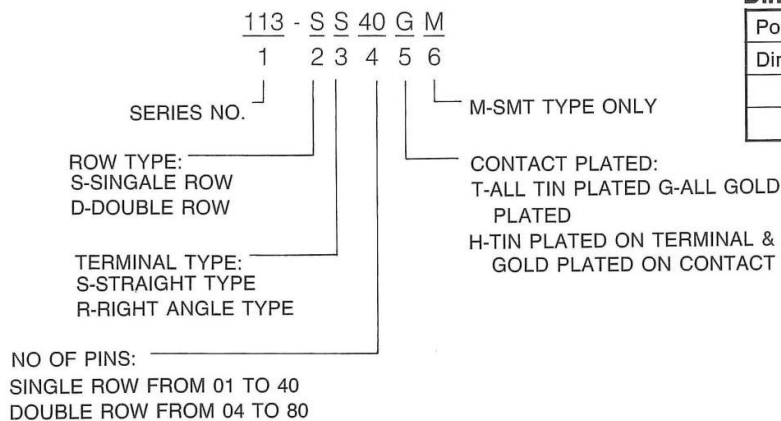 113 - S S 40 G M
1 2 3 4 5 6
SERIES NO.
M-SMT TYPE ONLY
ROW TYPE:
S-SINGALE ROW
D-DOUBLE ROW
CONTACT PLATED:
T-ALL TIN PLATED G-ALL GOLD
PLATED
H-TIN PLATED ON TERMINAL &
GOLD PLATED ON CONTACT
TERMINAL TYPE:
S-STRAIGHT TYPE
R-RIGHT ANGLE TYPE
NO OF PINS:
SINGLE ROW FROM 01 TO 40
DOUBLE ROW FROM 04 TO 80
Po